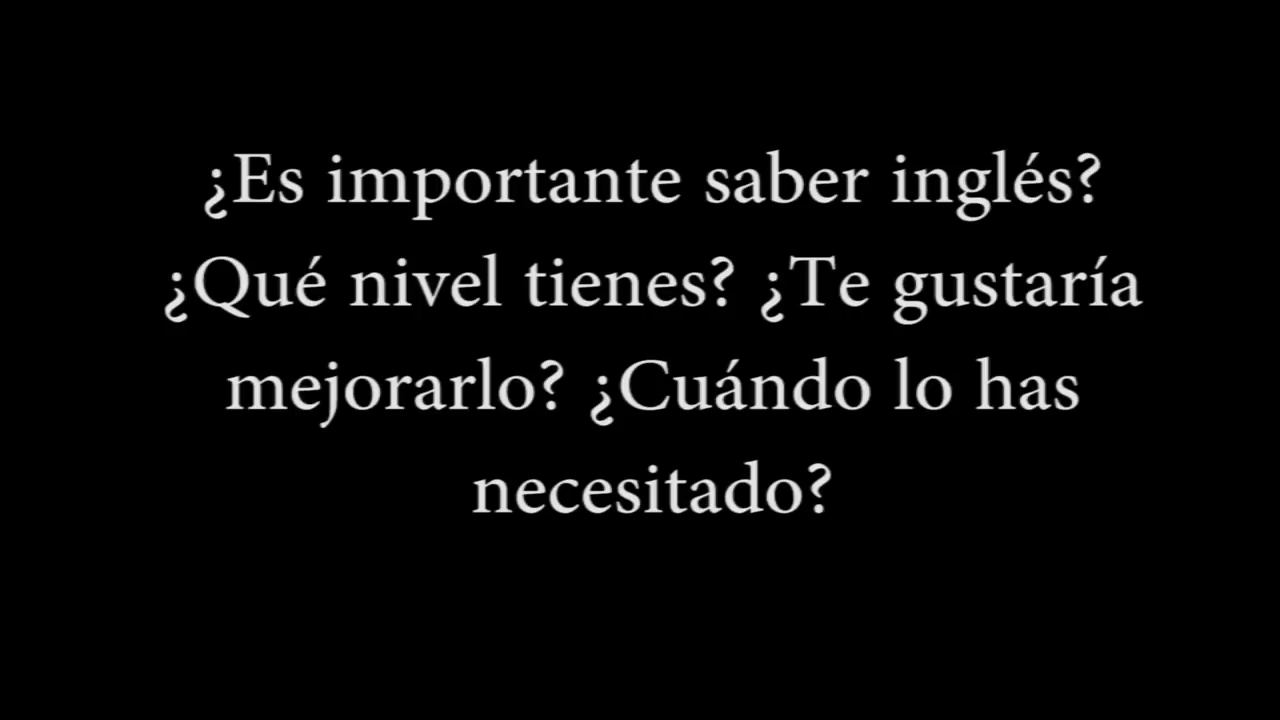 ¿Es importante saber inglés?
¿Qué nivel tienes? ¿Te gustaría
mejorarlo? ¿Cuándo lo has
necesitado?